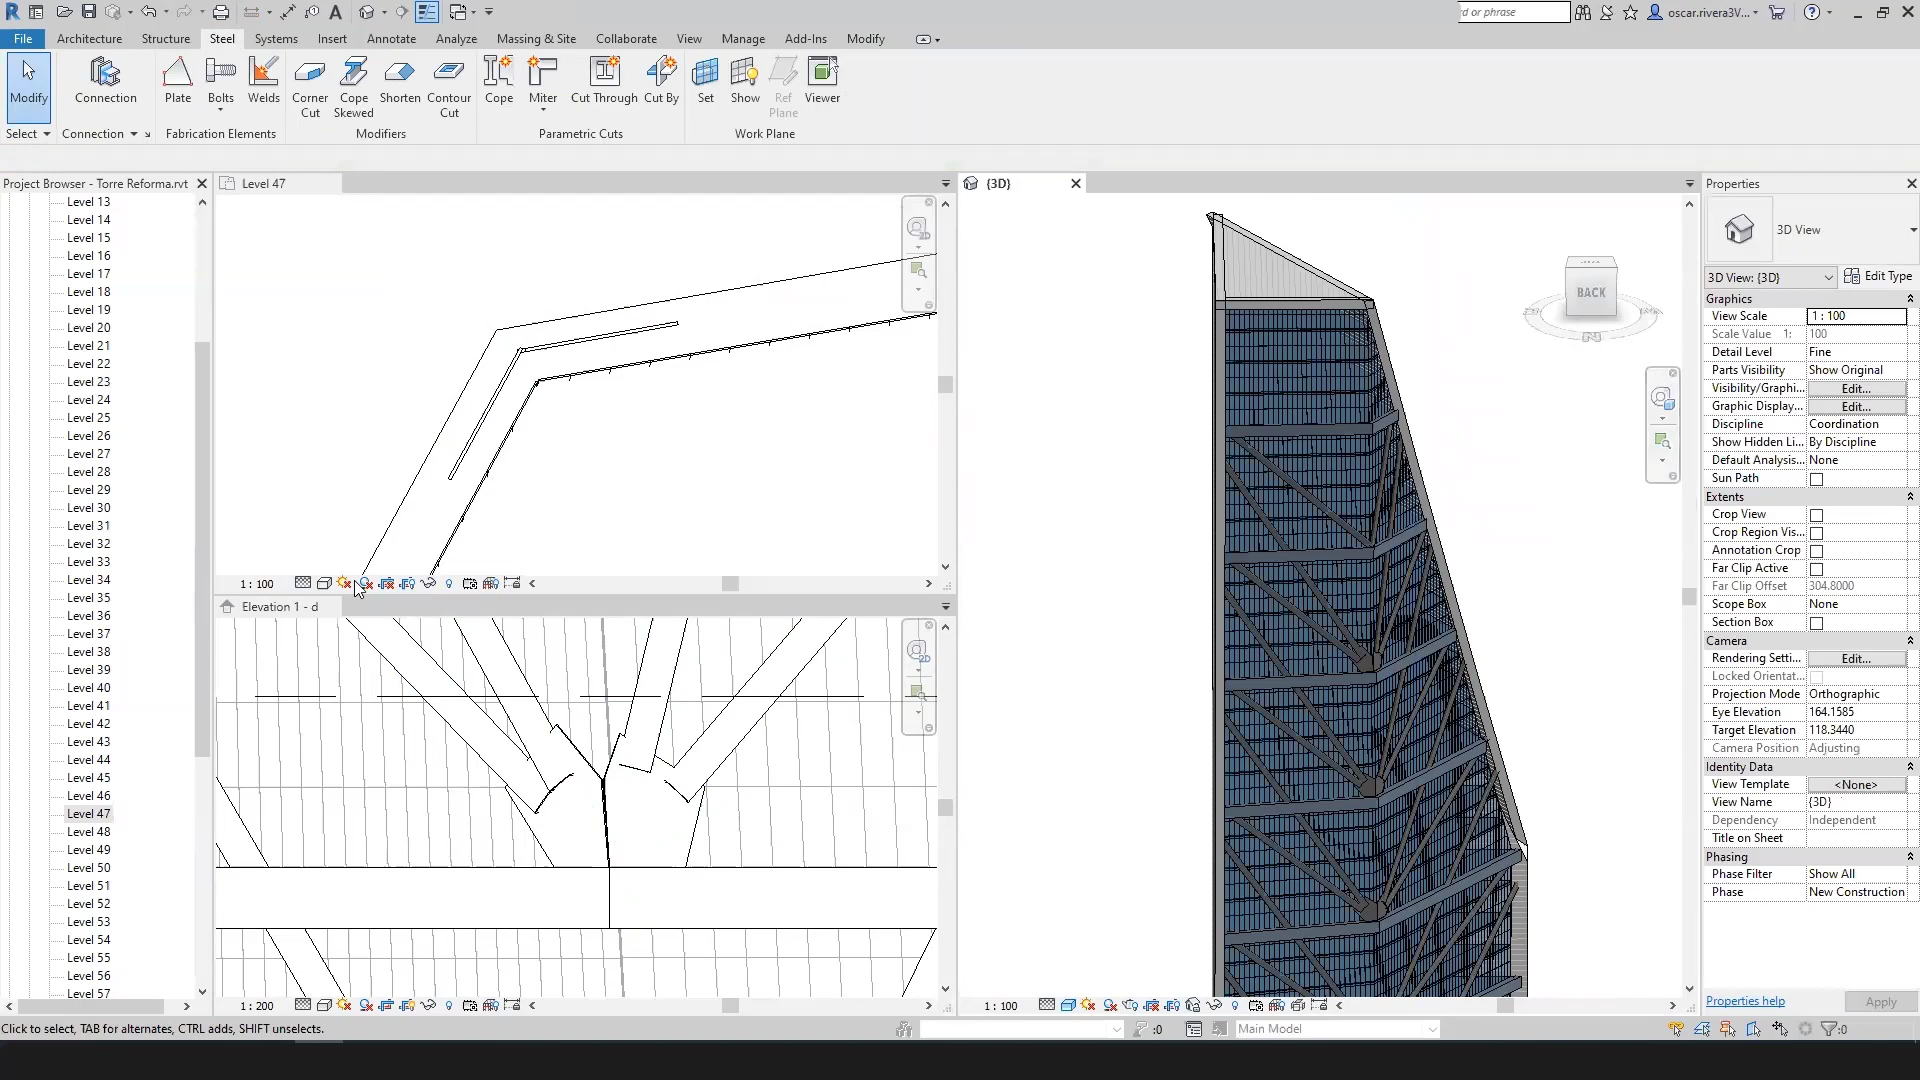 rd or phrase
oscar.rivera3V...
File
Architecture
Structure
Steel
Systems
Insert
Annotate
Analyze
Massing & Site
Collaborate
View
Manage
Add-Ins
Modify
Modify
Connection
Plate
Bolts
Welds
Corner Cut
Cope Skewed
Shorten
Contour Cut
Cope
Miter
Cut Through
Cut By
Set
Show
Ref Plane
Viewer
Select
Connection
Fabrication Elements
Modifiers
Parametric Cuts
Work Plane
Project Browser - Torre Reforma.rvt
Level 13
Level 14
Level 15
Level 16
Level 17
Level 18
Level 19
Level 20
Level 21
Level 22
Level 23
Level 24
Level 25
Level 26
Level 27
Level 28
Level 29
Level 30
Level 31
Level 32
Level 33
Level 34
Level 35
Level 36
Level 37
Level 38
Level 39
Level 40
Level 41
Level 42
Level 43
Level 44
Level 45
Level 46
Level 47
Level 48
Level 49
Level 50
Level 51
Level 52
Level 53
Level 54
Level 55
Level 56
Level 57
Level 47
1 : 100
Elevation 1 - d
1 : 200
{3D}
BACK
1 : 100
Properties
3D View
3D View: {3D}
Edit Type
Graphics
View Scale 1 : 100
Scale Value 1: 100
Detail Level Fine
Parts Visibility Show Original
Visibility/Graphi... Edit...
Graphic Display... Edit...
Discipline Coordination
Show Hidden Li... By Discipline
Default Analysis... None
Sun Path
Extents
Crop View
Crop Region Vis...
Annotation Crop
Far Clip Active
Far Clip Offset 304.8000
Scope Box None
Section Box
Camera
Rendering Setti... Edit...
Locked Orientat...
Projection Mode Orthographic
Eye Elevation 164.1585
Target Elevation 118.3440
Camera Position Adjusting
Identity Data
View Template <None>
View Name {3D}
Dependency Independent
Title on Sheet
Phasing
Phase Filter Show All
Phase New Construction
Properties help
Apply
Click to select, TAB for alternates, CTRL adds, SHIFT unselects.
:0
Main Model
:0